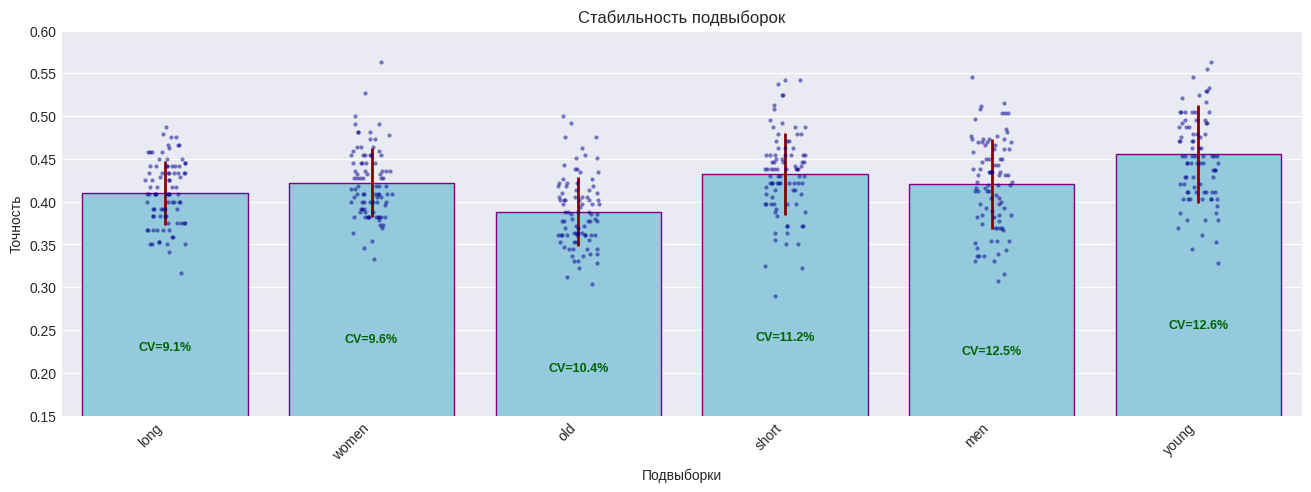 Стабильность подвыборок
Точность
0.60
0.55
0.50
0.45
0.40
0.35
0.30
0.25
0.20
0.15
CV=9.1%
CV=9.6%
CV=10.4%
CV=11.2%
CV=12.5%
CV=12.6%
long
women
old
short
men
young
Подвыборки